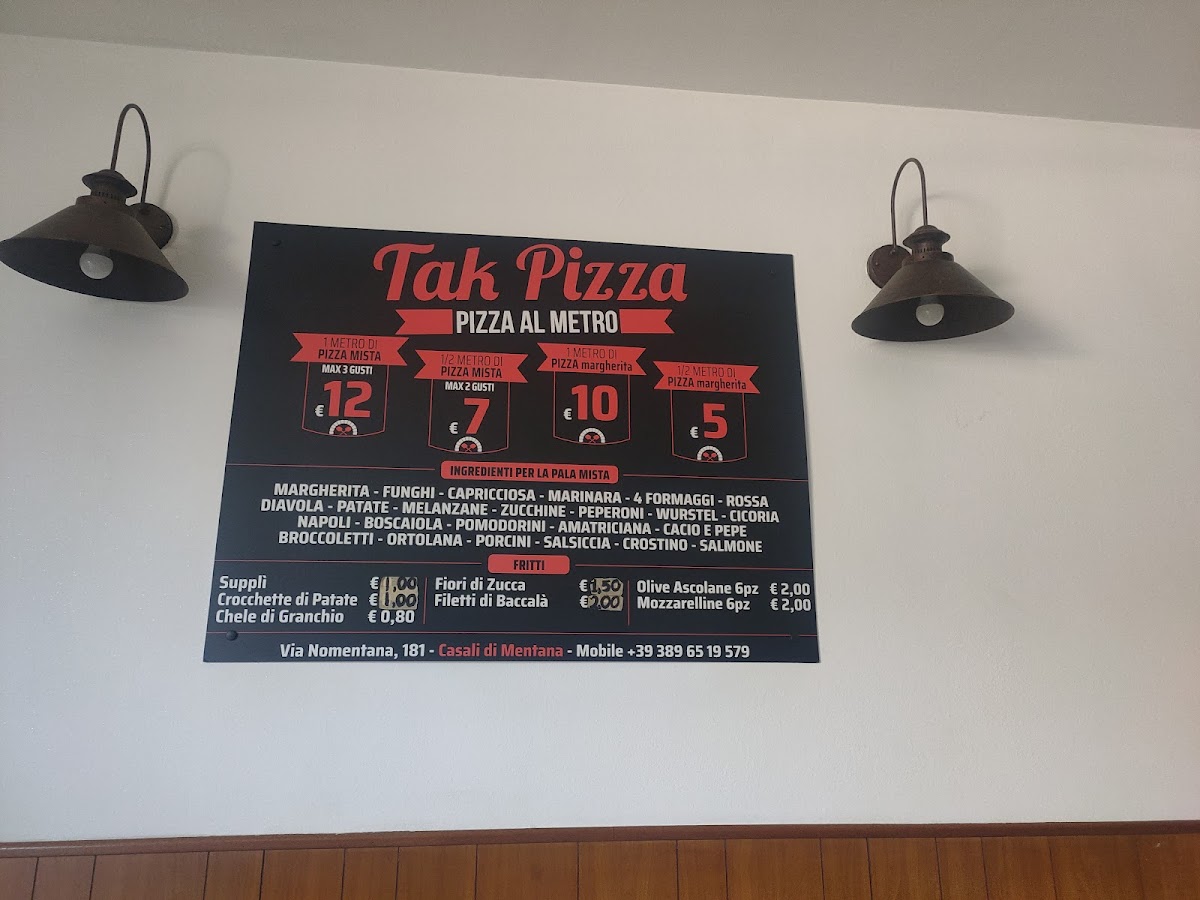 Tak Pizza
PIZZA AL METRO
1 METRO DI
PIZZA MISTA
MAX 3 GUSTI
€ 12
1/2 METRO DI
PIZZA MISTA
MAX 2 GUSTI
€ 7
1 METRO DI
PIZZA margherita
€ 10
1/2 METRO DI
PIZZA margherita
€ 5
INGREDIENTI PER LA PALA MISTA
MARGHERITA - FUNGHI - CAPRICCIOSA - MARINARA - 4 FORMAGGI - ROSSA
DIAVOLA - PATATE - MELANZANE - ZUCCHINE - PEPERONI - WURSTEL - CICORIA
NAPOLI - BOSCAIOLA - POMODORINI - AMATRICIANA - CACIO E PEPE
BROCCOLETTI - ORTOLANA - PORCINI - SALSICCIA - CROSTINO - SALMONE
FRITTI
Supplì € 1,00
Crocchette di Patate € 1,00
Chele di Granchio € 0,80
Fiori di Zucca € 1,50
Filetti di Baccalà € 2,00
Olive Ascolane 6pz € 2,00
Mozzarelline 6pz € 2,00
Via Nomentana, 181 - Casali di Mentana - Mobile +39 389 65 19 579